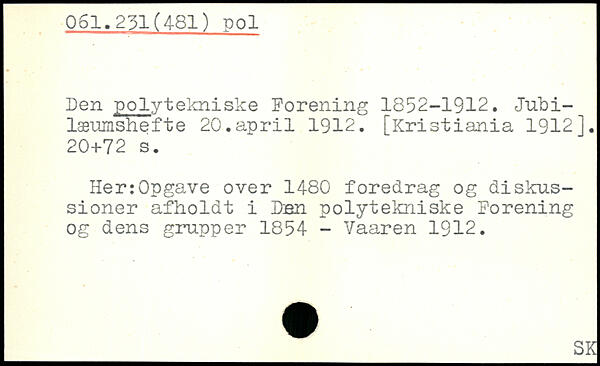 061.231(481) pol
Den polytekniske Forening 1852-1912. Jubi-
læumshefte 20.april 1912. [Kristiania 1912].
20+72 s.
Her:Opgave over 1480 foredrag og diskus-
sioner afholdt i Den polytekniske Forening
og dens grupper 1854 - Vaaren 1912.
SK